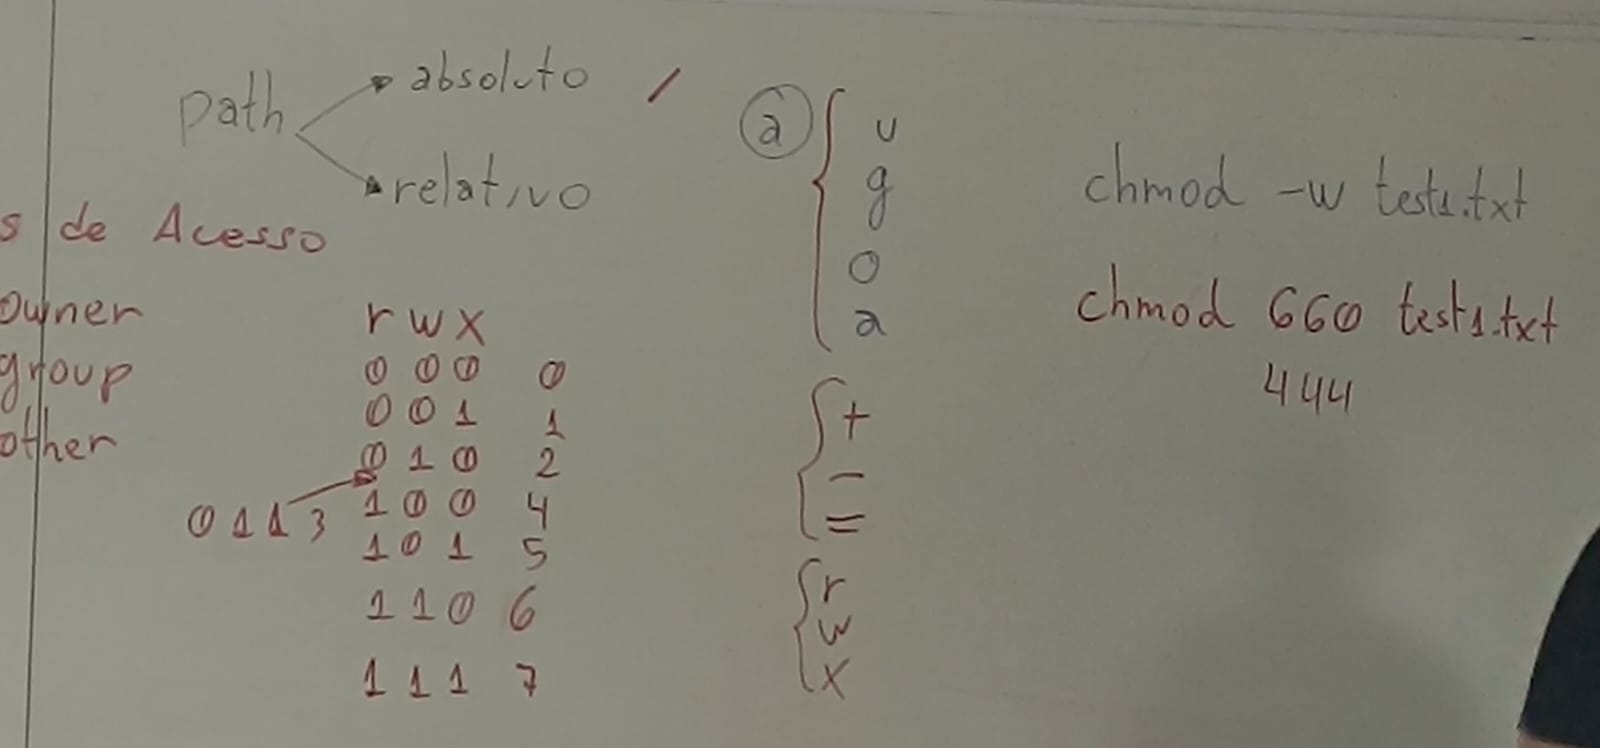 path absoluto /
relativo
s de Acesso
owner
group
other
r w x
0 0 0 0
0 0 1 1
0 1 0 2
0 1 1 3
1 0 0 4
1 0 1 5
1 1 0 6
1 1 1 7
a
u
g
o
a
+
-
=
r
w
x
chmod -w test1.txt
chmod 660 test1.txt
444